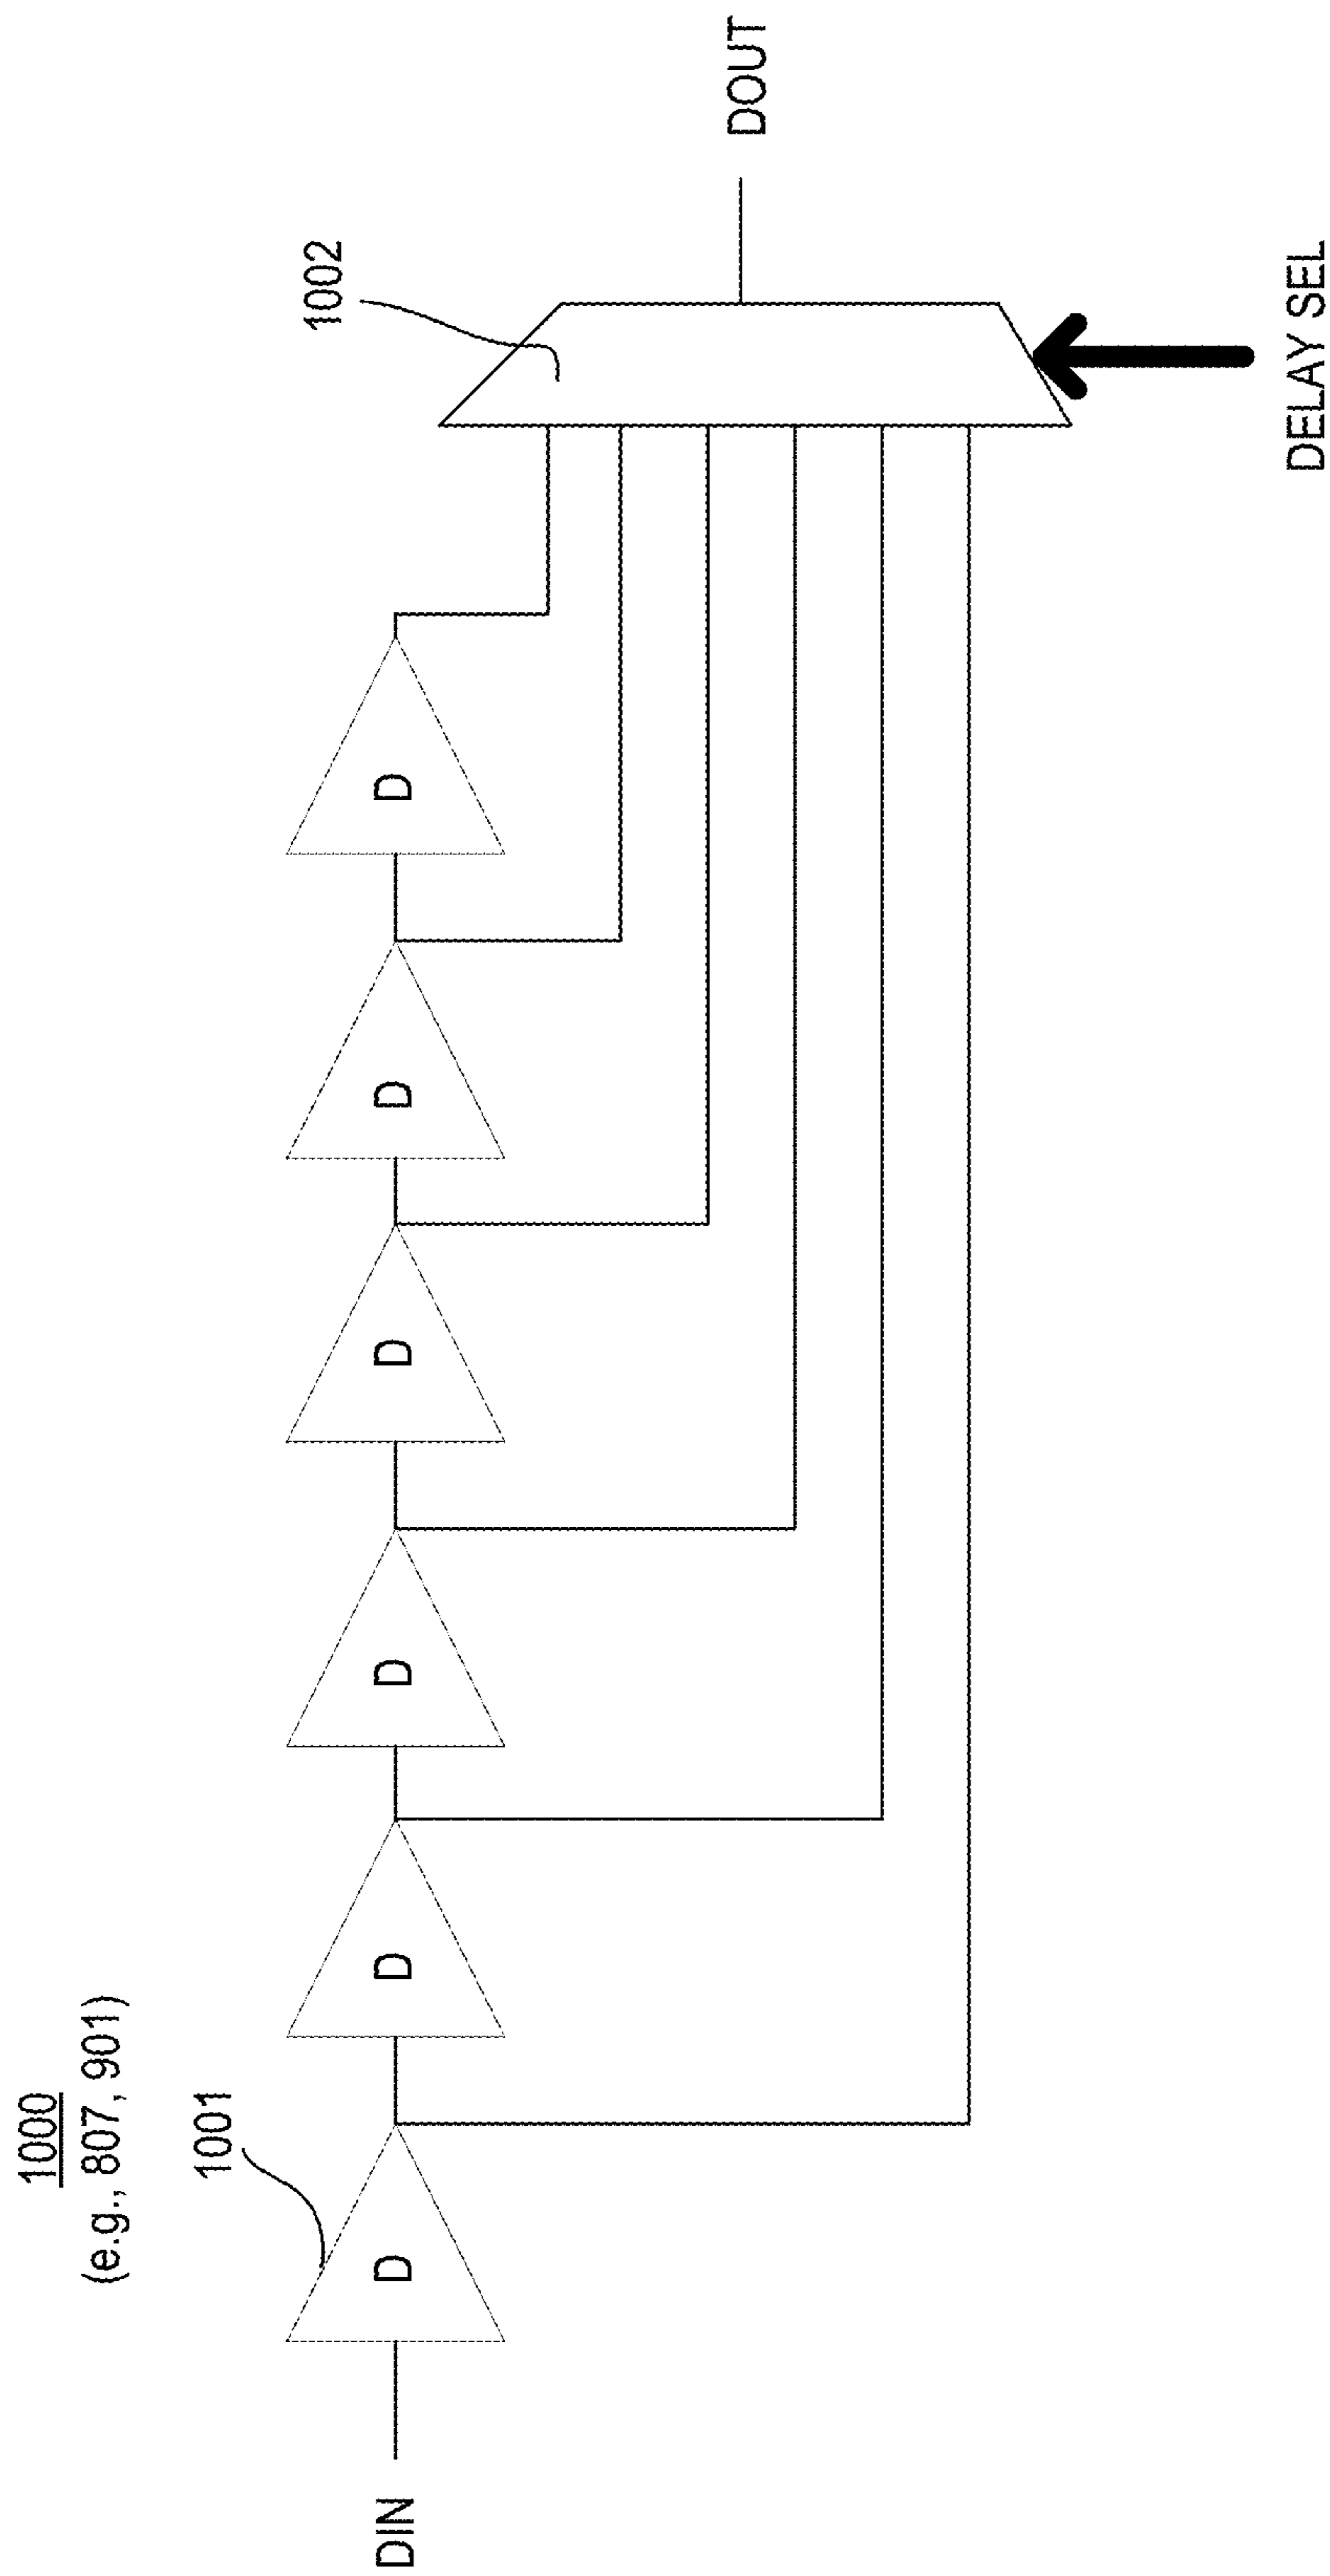 1000
(e.g., 807, 901)
1001
1002
DIN
D
D
D
D
D
D
DOUT
DELAY SEL